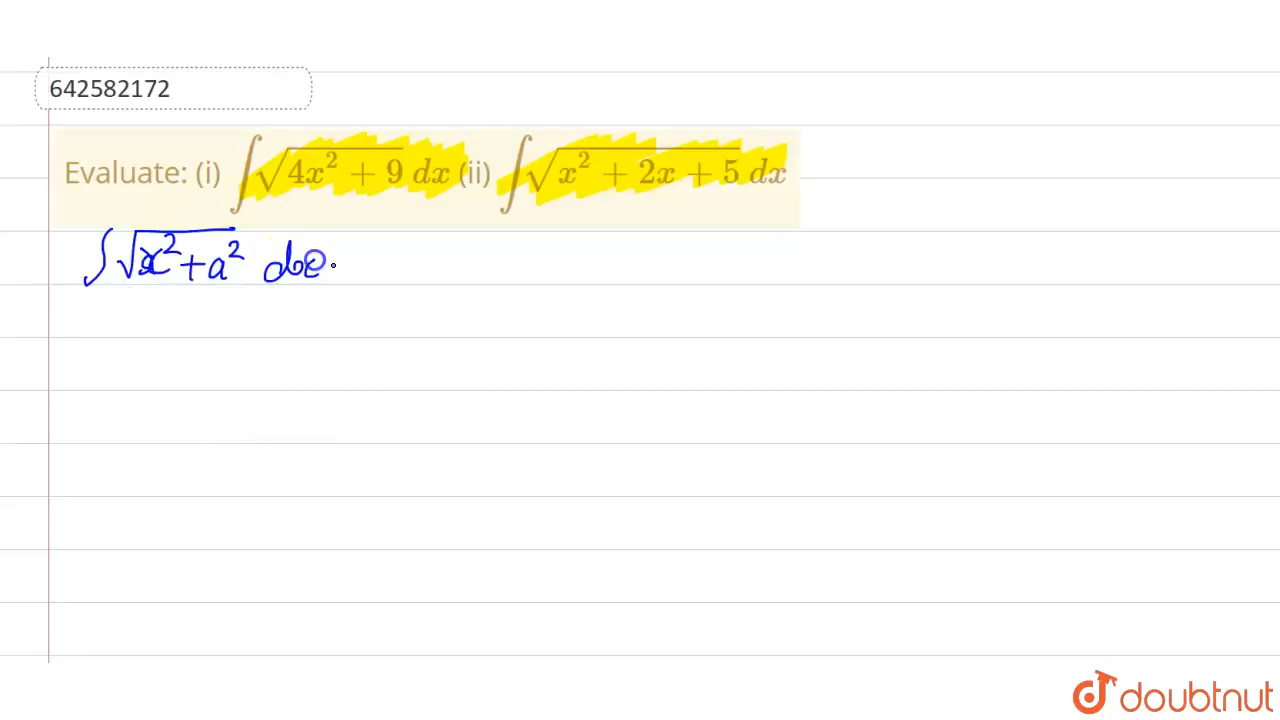 642582172
Evaluate: (i) ∫√(4x² + 9) dx (ii) ∫√(x² + 2x + 5) dx
∫√(x² + a²) dx
doubtnut